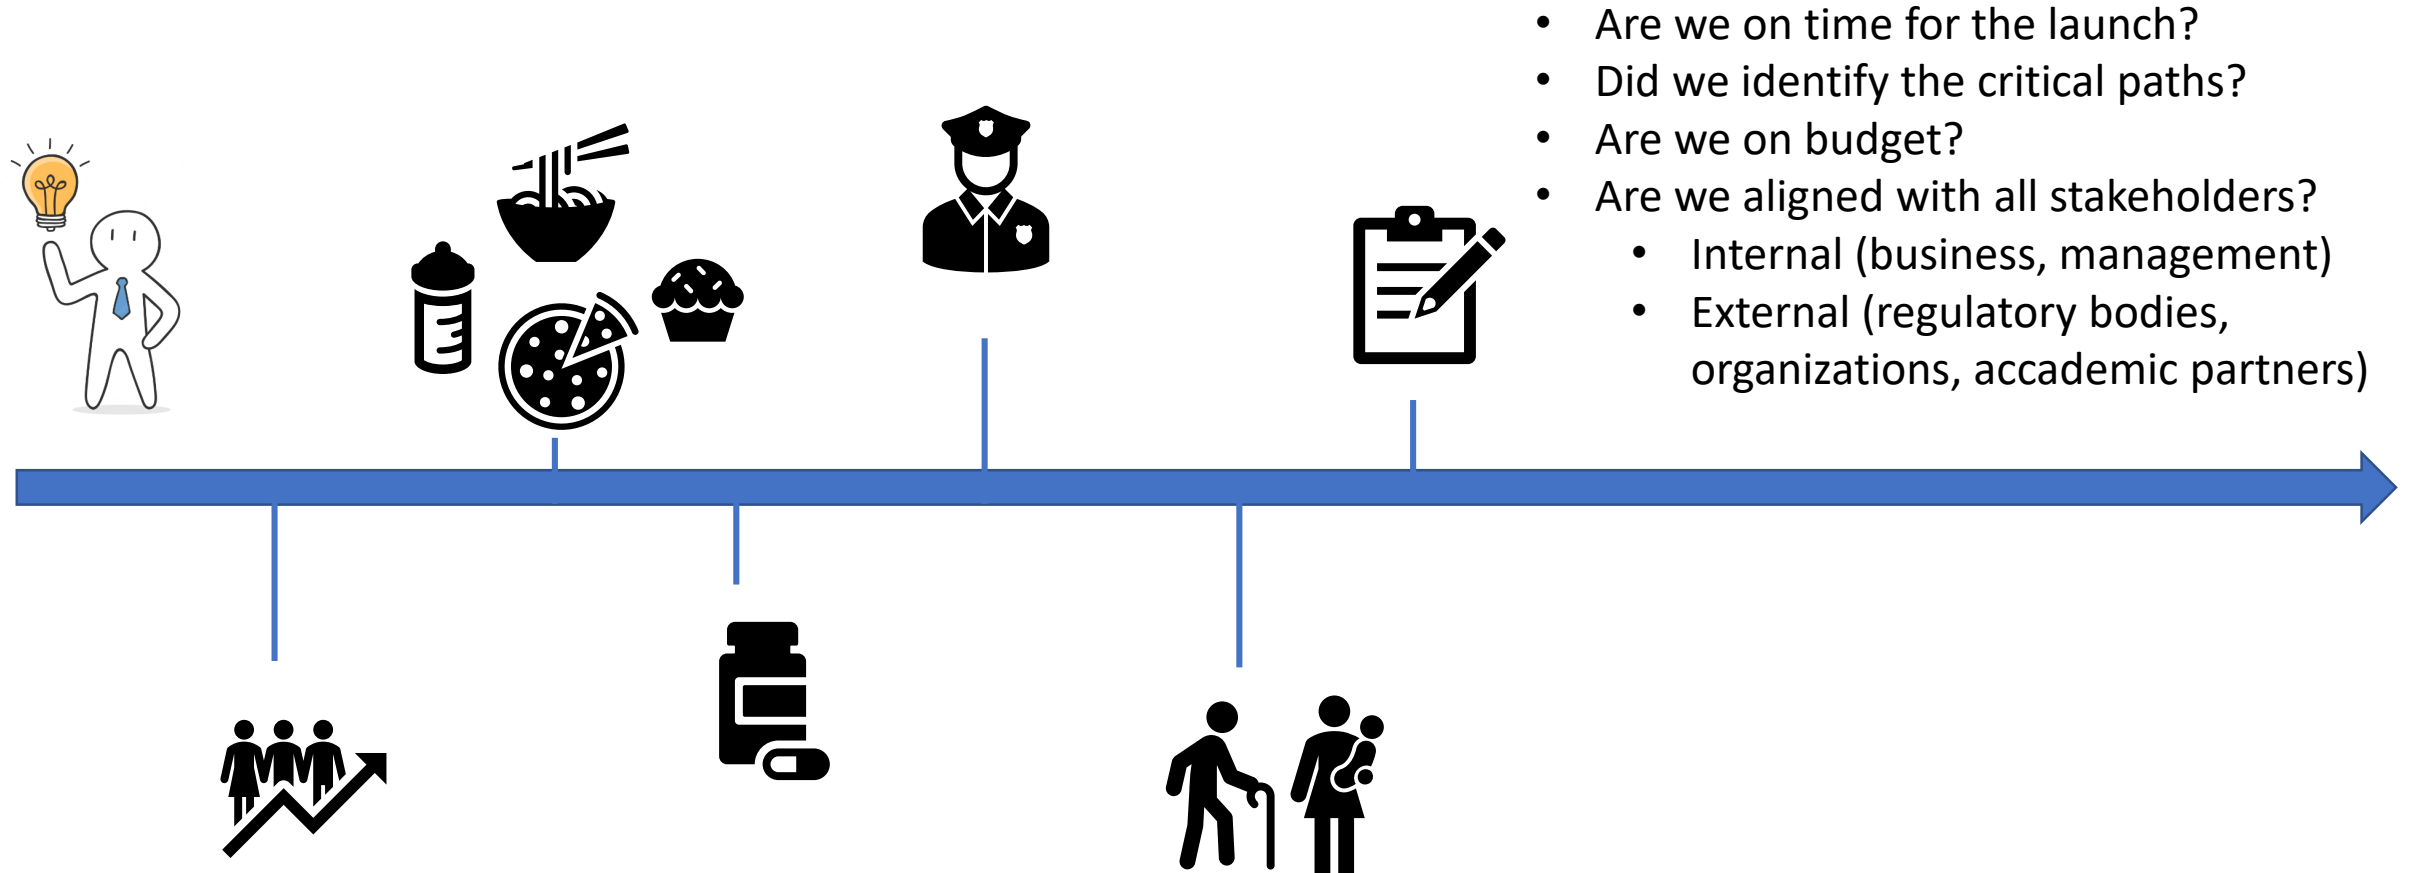 • Are we on time for the launch?
• Did we identify the critical paths?
• Are we on budget?
• Are we aligned with all stakeholders?
• Internal (business, management)
• External (regulatory bodies,
organizations, accademic partners)